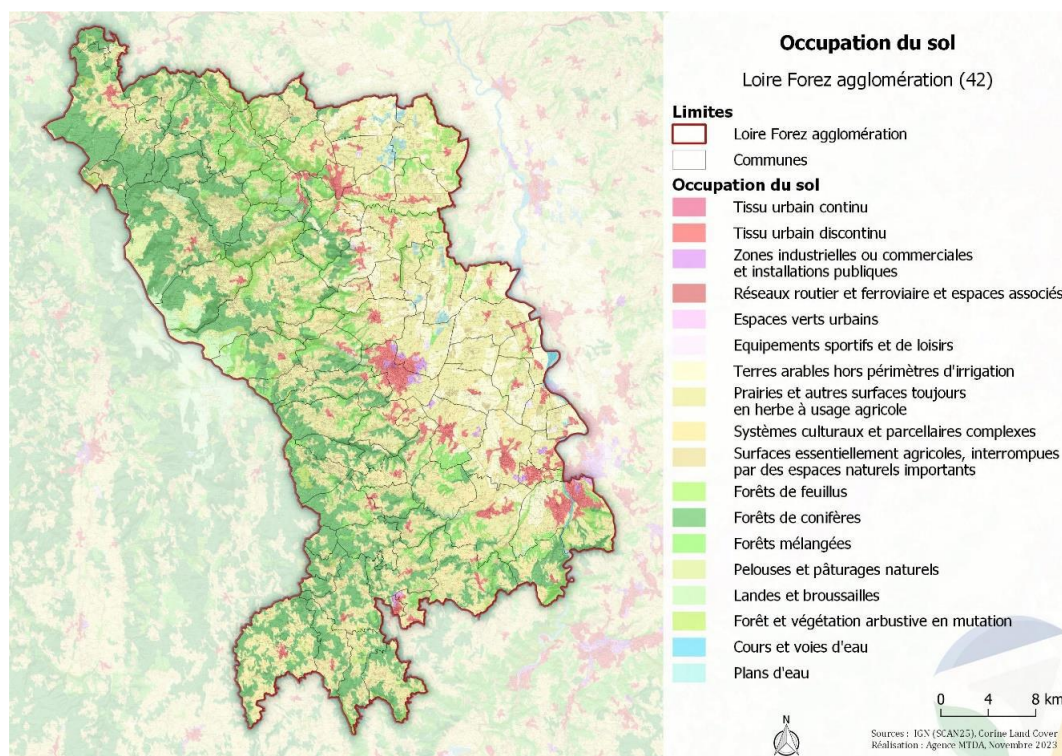 Occupation du sol
Loire Forez agglomération (42)
Limites
Loire Forez agglomération
Communes
Occupation du sol
Tissu urbain continu
Tissu urbain discontinu
Zones industrielles ou commerciales
et installations publiques
Réseaux routier et ferroviaire et espaces associés
Espaces verts urbains
Equipements sportifs et de loisirs
Terres arables hors périmètres d'irrigation
Prairies et autres surfaces toujours
en herbe à usage agricole
Systèmes culturaux et parcellaires complexes
Surfaces essentiellement agricoles, interrompues
par des espaces naturels importants
Forêts de feuillus
Forêts de conifères
Forêts mélangées
Pelouses et pâturages naturels
Landes et broussailles
Forêt et végétation arbustive en mutation
Cours et voies d'eau
Plans d'eau
0 4 8 km
N
Sources : IGN (SCAN25), Corine Land Cover
Réalisation : Agence MTDA, Novembre 2023